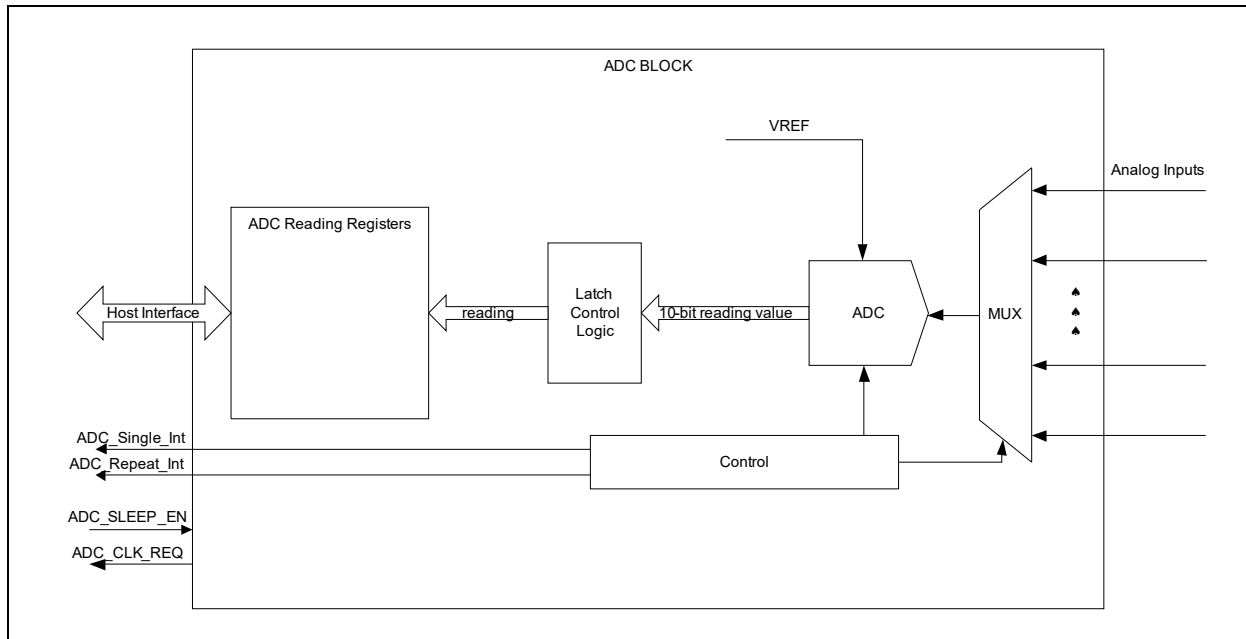 ADC BLOCK
VREF
Analog Inputs
ADC Reading Registers
Host Interface
reading
Latch
Control
Logic
10-bit reading value
ADC
MUX
ADC_Single_Int
ADC_Repeat_Int
Control
ADC_SLEEP_EN
ADC_CLK_REQ